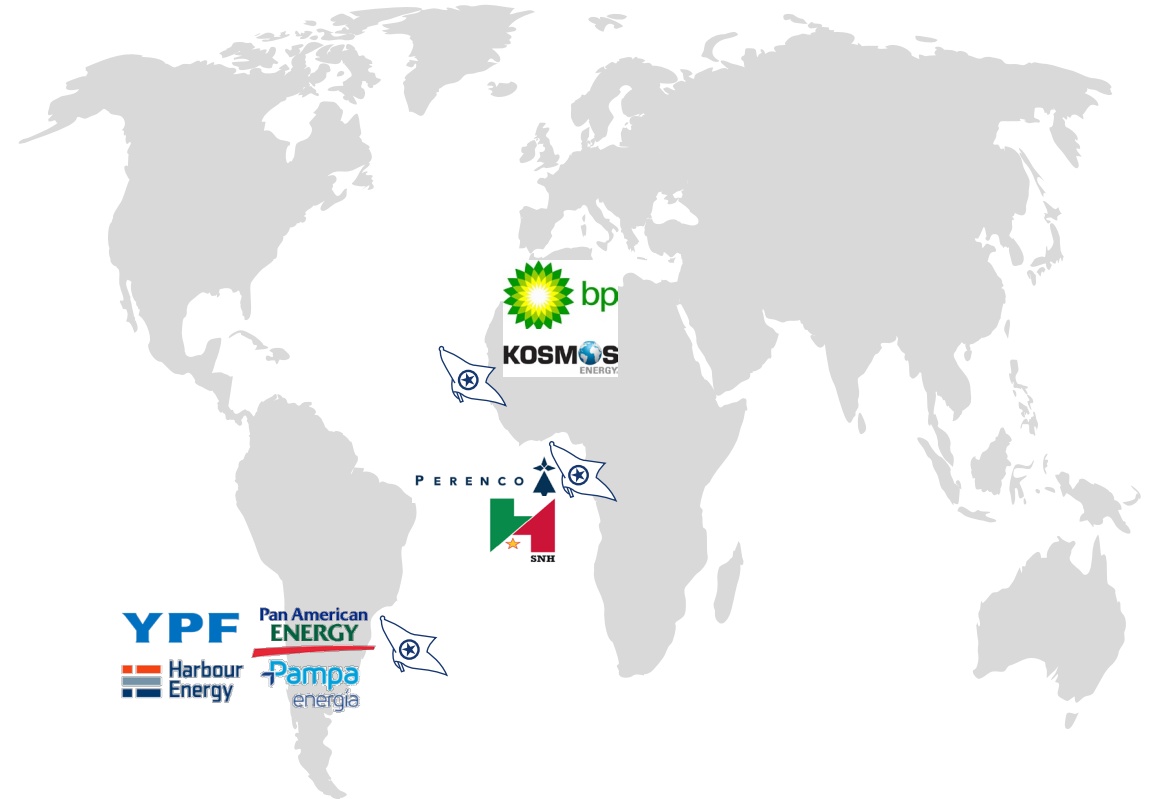 bp
KOSMOS
ENERGY
PERENCO
SNH
YPF
Pan American
ENERGY
Harbour
Energy
Pampa
energía